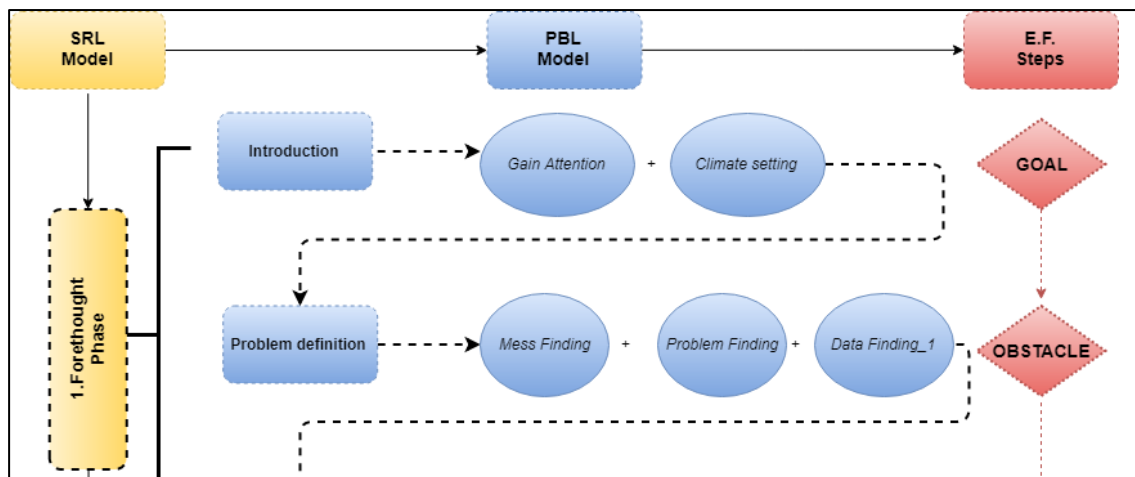 SRL
Model
PBL
Model
E.F.
Steps
Introduction
Gain Attention
+
Climate setting
GOAL
1.Forethought
Phase
Problem definition
Mess Finding
+
Problem Finding
+
Data Finding_1
OBSTACLE